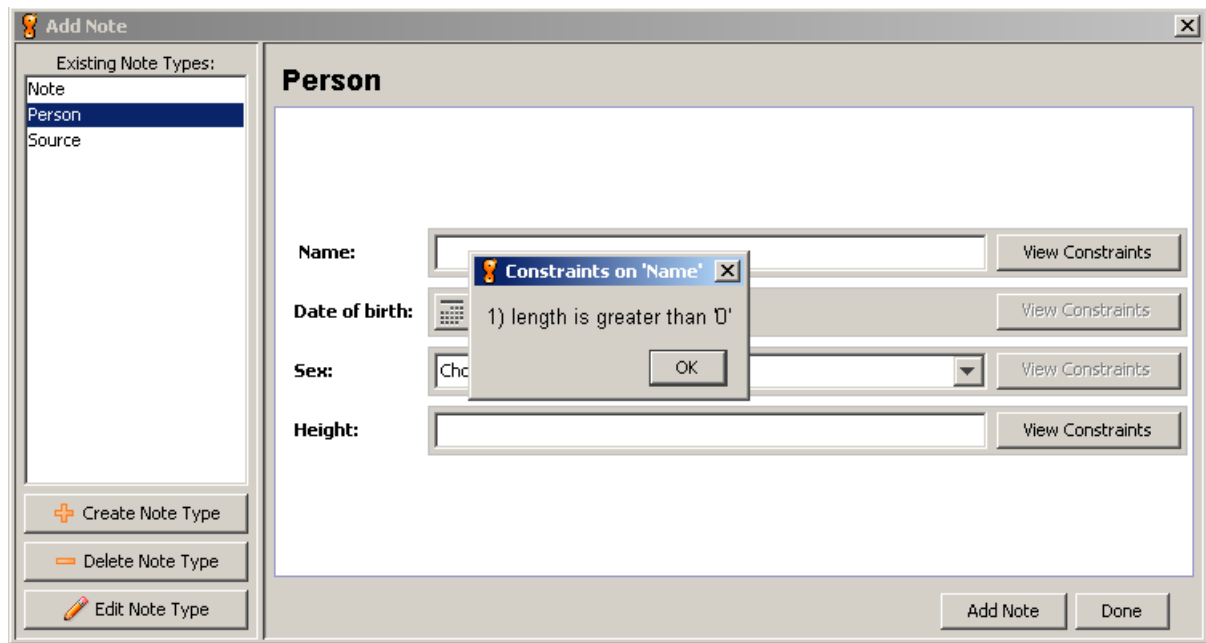 Add Note
Existing Note Types:
Note
Person
Source
Create Note Type
Delete Note Type
Edit Note Type
Person
Name:
View Constraints
Date of birth:
View Constraints
Sex:
View Constraints
Height:
View Constraints
Constraints on 'Name'
1) length is greater than '0'
OK
Add Note
Done